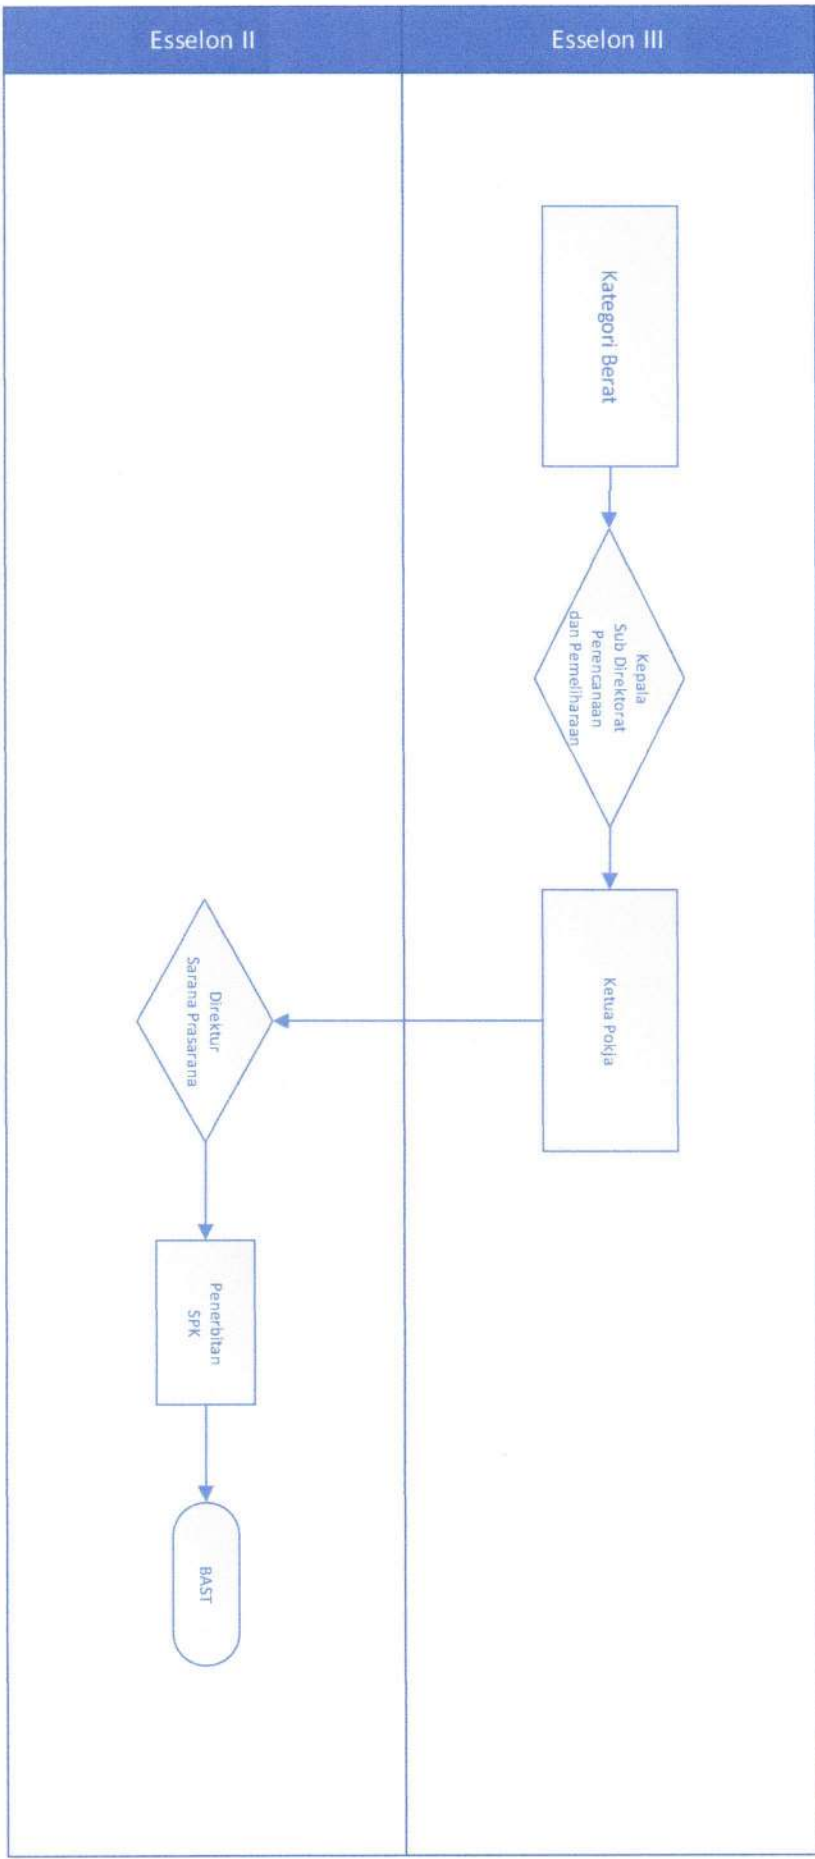 Esselon II
Esselon III
Kategori Berat
Kepala
Sub Direktorat
Perencanaan
dan Pemeliharaan
Ketua Pokja
Direktur
Sarana Prasarana
Penerbitan
SPK
BAST